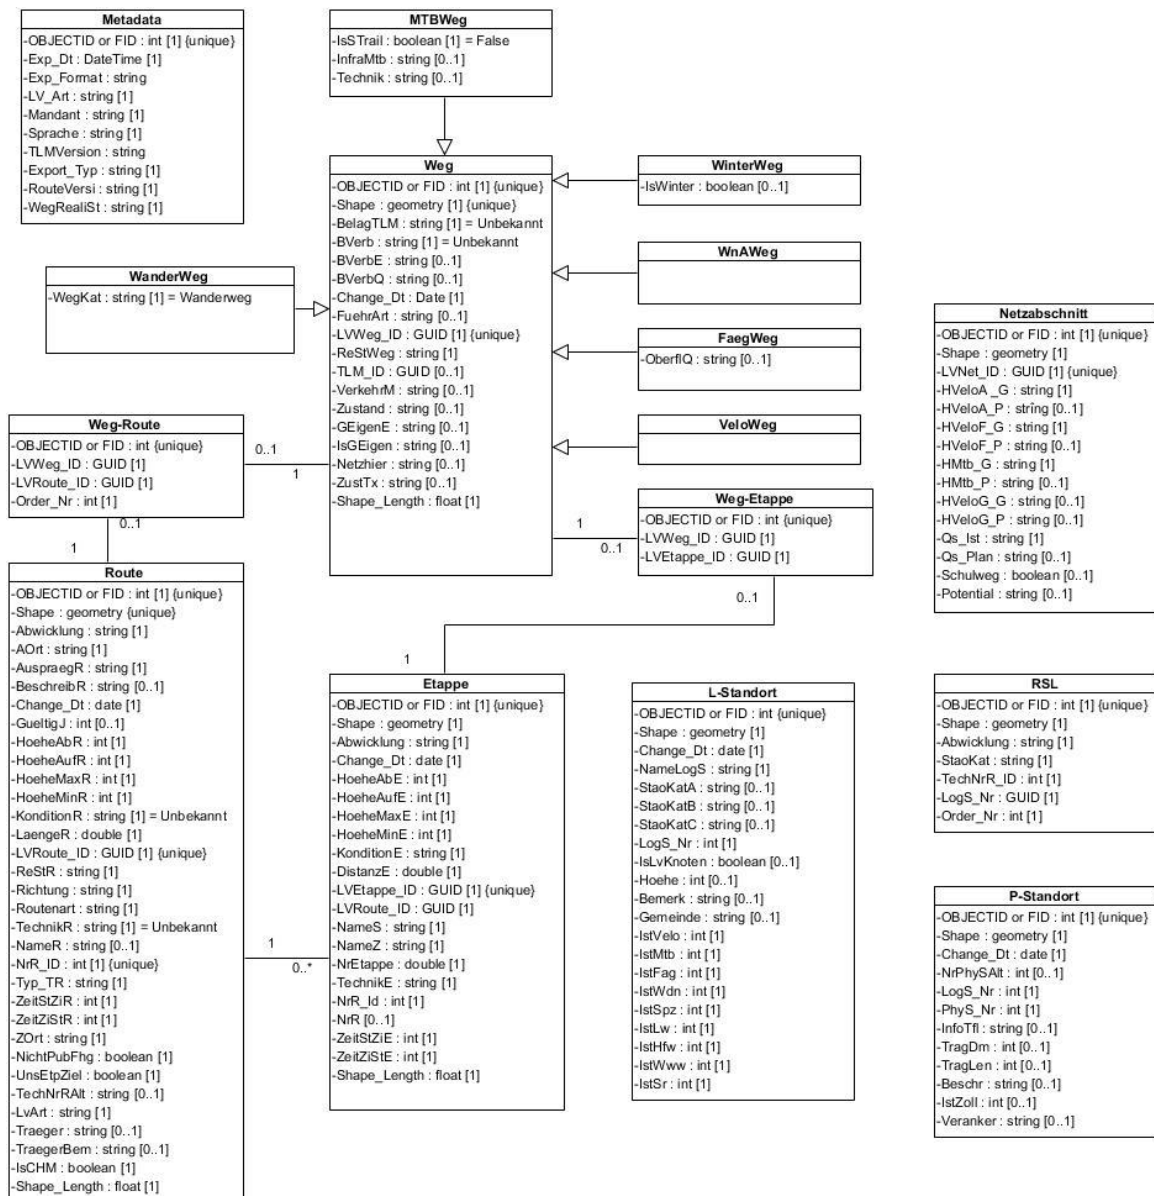 Metadata
-OBJECTID or FID : int [1] {unique}
-Exp_Dt : DateTime [1]
-Exp_Format : string
-LV_Art : string [1]
-Mandant : string [1]
-Sprache : string [1]
-TLMVersion : string
-Export_Typ : string [1]
-RouteVersi : string [1]
-WegRealiSt : string [1]
MTBWeg
-IsSTrail : boolean [1] = False
-InfraMtb : string [0..1]
-Technik : string [0..1]
Weg
-OBJECTID or FID : int [1] {unique}
-Shape : geometry [1] {unique}
-BelagTLM : string [1] = Unbekannt
-BVerb : string [1] = Unbekannt
-BVerbE : string [0..1]
-BVerbQ : string [0..1]
-Change_Dt : Date [1]
-FuehrArt : string [0..1]
-LVWeg_ID : GUID [1] {unique}
-ReStWeg : string [1]
-TLM_ID : GUID [0..1]
-VerkehrM : string [0..1]
-Zustand : string [0..1]
-GEigenE : string [0..1]
-IsGEigen : string [0..1]
-Netzhier : string [0..1]
-ZustTx : string [0..1]
-Shape_Length : float [1]
WinterWeg
-IsWinter : boolean [0..1]
WnAWeg
FaegWeg
-OberflQ : string [0..1]
VeloWeg
WanderWeg
-WegKat : string [1] = Wanderweg
Weg-Route
-OBJECTID or FID : int {unique}
-LVWeg_ID : GUID [1]
-LVRoute_ID : GUID [1]
-Order_Nr : int [1]
0..1
1
0..1
1
Weg-Etappe
-OBJECTID or FID : int {unique}
-LVWeg_ID : GUID [1]
-LVEtappe_ID : GUID [1]
1
0..1
0..1
1
Netzabschnitt
-OBJECTID or FID : int [1] {unique}
-Shape : geometry [1]
-LVNet_ID : GUID [1] {unique}
-HVeloA _G : string [1]
-HVeloA_P : string [0..1]
-HVeloF_G : string [1]
-HVeloF_P : string [0..1]
-HMtb_G : string [1]
-HMtb_P : string [0..1]
-HVeloG_G : string [0..1]
-HVeloG_P : string [0..1]
-Qs_Ist : string [1]
-Qs_Plan : string [0..1]
-Schulweg : boolean [0..1]
-Potential : string [0..1]
Route
-OBJECTID or FID : int [1] {unique}
-Shape : geometry {unique}
-Abwicklung : string [1]
-AOrt : string [1]
-AuspraegR : string [1]
-BeschreibR : string [0..1]
-Change_Dt : date [1]
-GueltigJ : int [0..1]
-HoeheAbR : int [1]
-HoeheAufR : int [1]
-HoeheMaxR : int [1]
-HoeheMinR : int [1]
-KonditionR : string [1] = Unbekannt
-LaengeR : double [1]
-LVRoute_ID : GUID [1] {unique}
-ReStR : string [1]
-Richtung : string [1]
-Routenart : string [1]
-TechnikR : string [1] = Unbekannt
-NameR : string [0..1]
-NrR_ID : int [1] {unique}
-Typ_TR : string [1]
-ZeitStZiR : int [1]
-ZeitZiStR : int [1]
-ZOrt : string [1]
-NichtPubFhg : boolean [1]
-UnsEtpZiel : boolean [1]
-TechNrRAlt : string [0..1]
-LvArt : string [1]
-Traeger : string [0..1]
-TraegerBem : string [0..1]
-IsCHM : boolean [1]
-Shape_Length : float [1]
1
0..*
Etappe
-OBJECTID or FID : int [1] {unique}
-Shape : geometry [1]
-Abwicklung : string [1]
-Change_Dt : date [1]
-HoeheAbE : int [1]
-HoeheAufE : int [1]
-HoeheMaxE : int [1]
-HoeheMinE : int [1]
-KonditionE : string [1]
-DistanzE : double [1]
-LVEtappe_ID : GUID [1] {unique}
-LVRoute_ID : GUID [1]
-NameS : string [1]
-NameZ : string [1]
-NrEtappe : double [1]
-TechnikE : string [1]
-NrR_Id : int [1]
-NrR [0..1]
-ZeitStZiE : int [1]
-ZeitZiStE : int [1]
-Shape_Length : float [1]
L-Standort
-OBJECTID or FID : int {unique}
-Shape : geometry [1]
-Change_Dt : date [1]
-NameLogS : string [1]
-StaoKatA : string [0..1]
-StaoKatB : string [0..1]
-StaoKatC : string [0..1]
-LogS_Nr : int [1]
-IsLvKnoten : boolean [0..1]
-Hoehe : int [0..1]
-Bemerk : string [0..1]
-Gemeinde : string [0..1]
-IstVelo : int [1]
-IstMtb : int [1]
-IstFag : int [1]
-IstWdn : int [1]
-IstSpz : int [1]
-IstLw : int [1]
-IstHfw : int [1]
-IstWww : int [1]
-IstSr : int [1]
RSL
-OBJECTID or FID : int [1] {unique}
-Shape : geometry [1]
-Abwicklung : string [1]
-StaoKat : string [1]
-TechNrR_ID : int [1]
-LogS_Nr : GUID [1]
-Order_Nr : int [1]
P-Standort
-OBJECTID or FID : int [1] {unique}
-Shape : geometry [1]
-Change_Dt : date [1]
-NrPhySAlt : int [0..1]
-LogS_Nr : int [1]
-PhyS_Nr : int [1]
-InfoTfl : string [0..1]
-TragDm : int [0..1]
-TragLen : int [0..1]
-Beschr : string [0..1]
-IstZoll : int [0..1]
-Veranker : string [0..1]